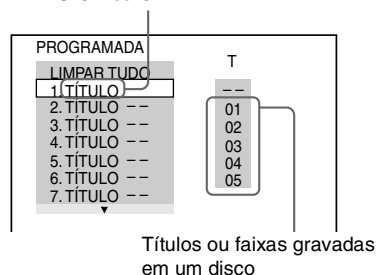 PROGRAMADA
T
LIMPAR TUDO
1. TÍTULO
– –
2. TÍTULO – –
01
3. TÍTULO – –
02
4. TÍTULO – –
03
5. TÍTULO – –
04
6. TÍTULO – –
05
7. TÍTULO – –
Títulos ou faixas gravadas
em um disco